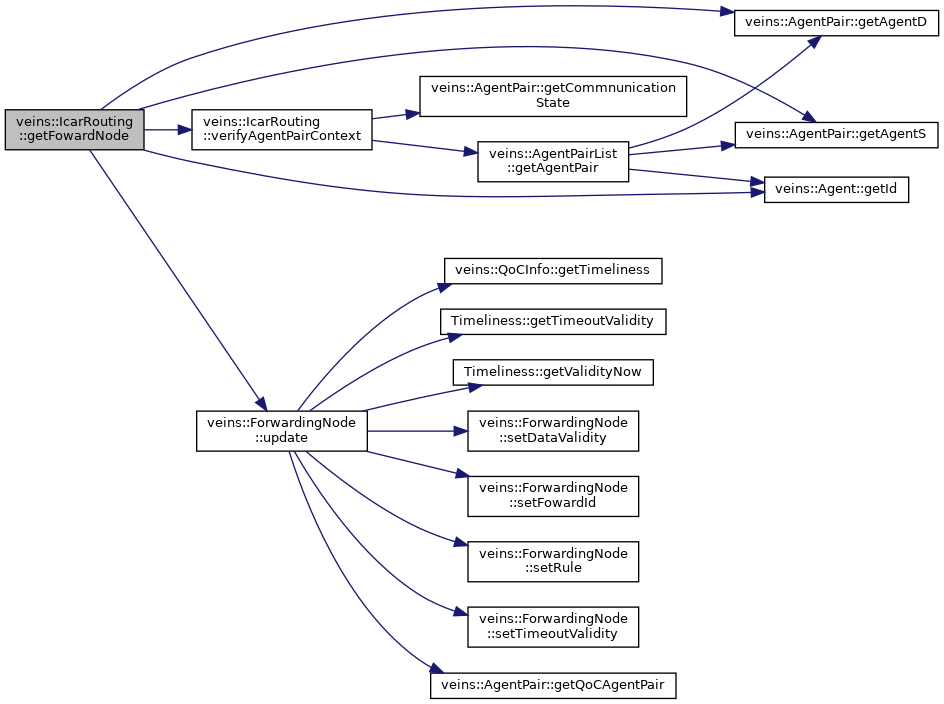 veins::IcarRouting
::getFowardNode
veins::AgentPair::getAgentD
veins::AgentPair::getAgentS
veins::Agent::getId
veins::IcarRouting
::verifyAgentPairContext
veins::AgentPair::getCommnunication
State
veins::AgentPairList
::getAgentPair
veins::ForwardingNode
::update
veins::QoCInfo::getTimeliness
Timeliness::getTimeoutValidity
Timeliness::getValidityNow
veins::ForwardingNode
::setDataValidity
veins::ForwardingNode
::setFowardId
veins::ForwardingNode
::setRule
veins::ForwardingNode
::setTimeoutValidity
veins::AgentPair::getQoCAgentPair